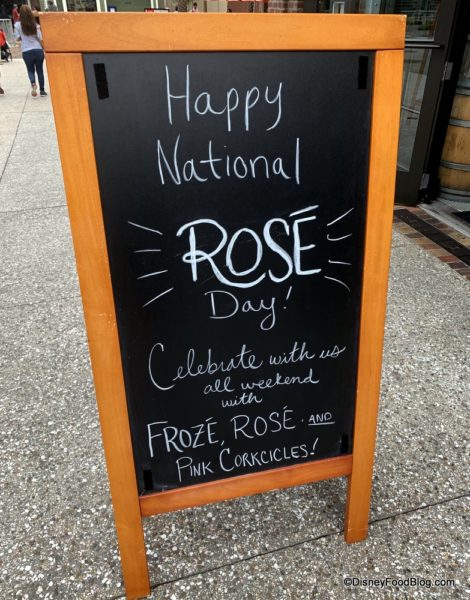 Happy
National
ROSÉ
Day!
Celebrate with us
all weekend
with
FROZÉ, ROSÉ AND
PINK CORKCICLES!
©DisneyFoodBlog.com